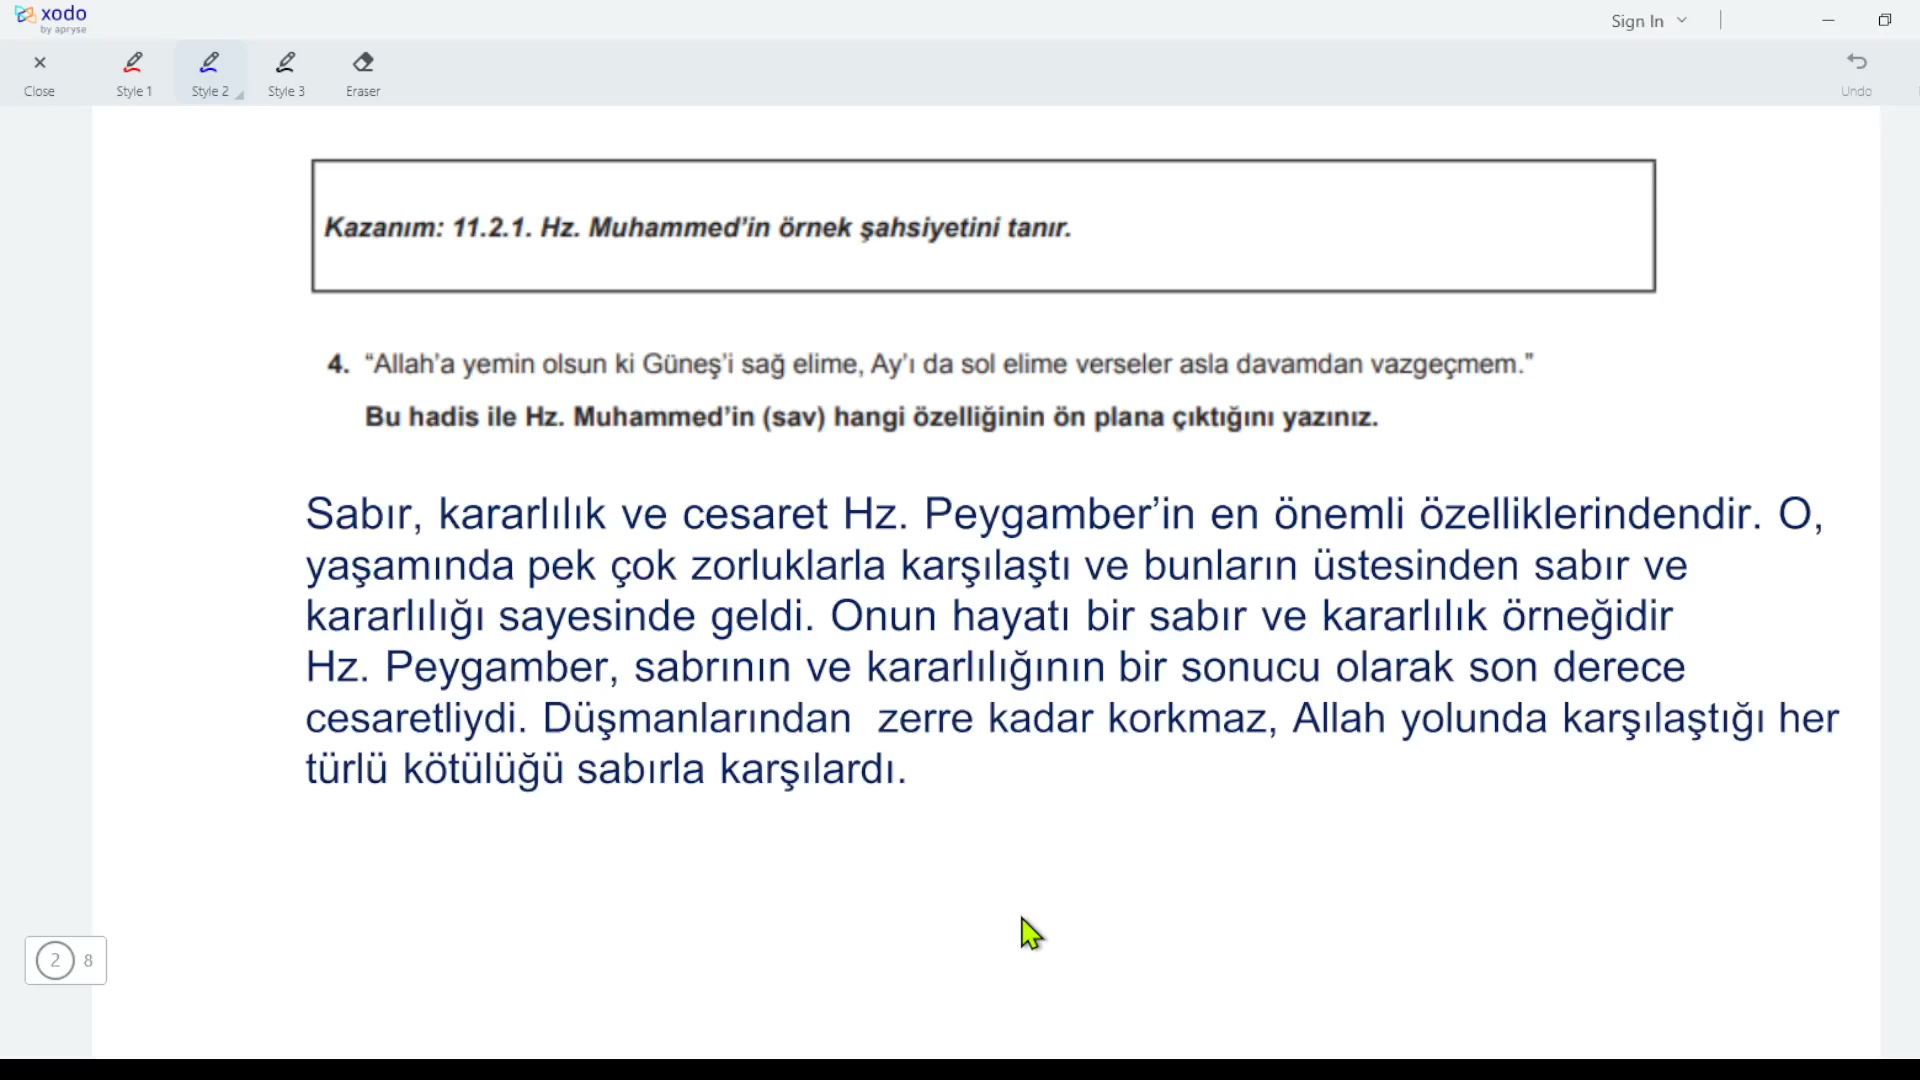 xodo
by apryse
Sign In
Close
Style 1
Style 2
Style 3
Eraser
Undo
Kazanım: 11.2.1. Hz. Muhammed’in örnek şahsiyetini tanır.
4. “Allah’a yemin olsun ki Güneş’i sağ elime, Ay’ı da sol elime verseler asla davamdan vazgeçmem.”
Bu hadis ile Hz. Muhammed’in (sav) hangi özelliğinin ön plana çıktığını yazınız.
Sabır, kararlılık ve cesaret Hz. Peygamber’in en önemli özelliklerindendir. O,
yaşamında pek çok zorluklarla karşılaştı ve bunların üstesinden sabır ve
kararlılığı sayesinde geldi. Onun hayatı bir sabır ve kararlılık örneğidir
Hz. Peygamber, sabrının ve kararlılığının bir sonucu olarak son derece
cesaretliydi. Düşmanlarından  zerre kadar korkmaz, Allah yolunda karşılaştığı her
türlü kötülüğü sabırla karşılardı.
2 8